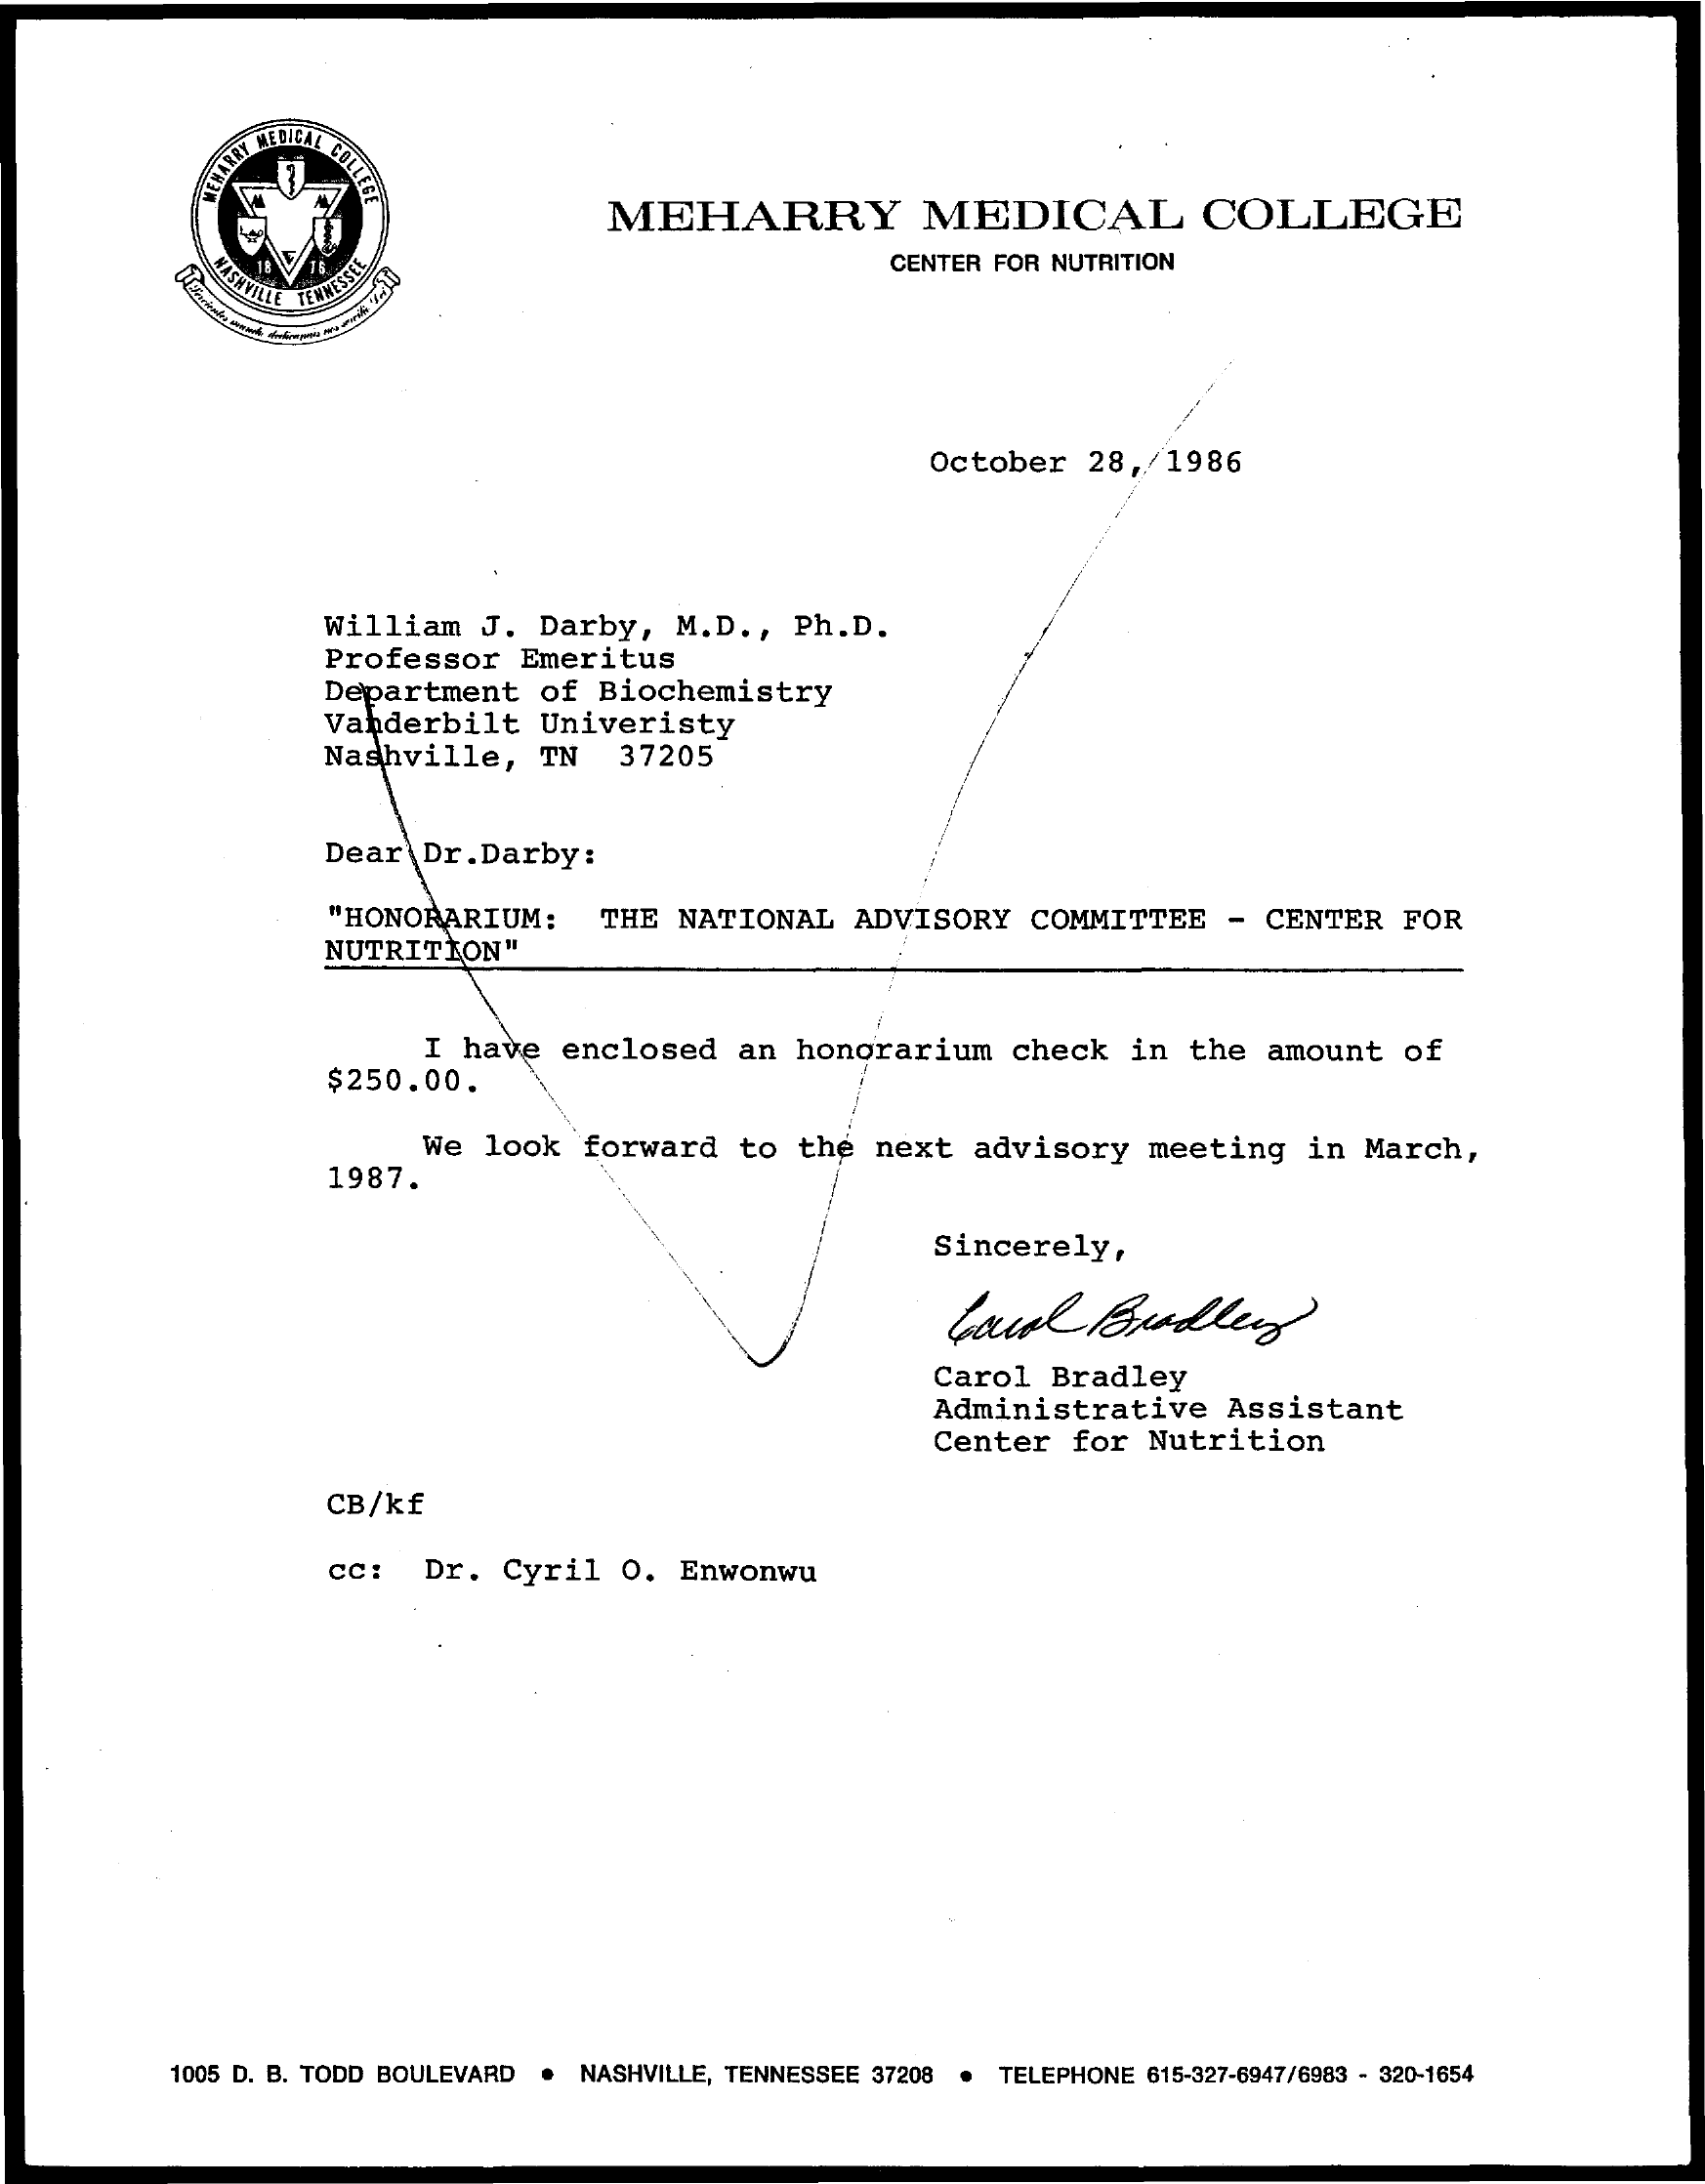 MEHARRY MEDICAL COLLEGE
NASHVILLE TENNESSEE
18 76
MEHARRY MEDICAL COLLEGE
CENTER FOR NUTRITION
October 28, 1986
William J. Darby, M.D., Ph.D.
Professor Emeritus
Department of Biochemistry
Vanderbilt Univeristy
Nashville, TN 37205
Dear Dr.Darby:
"HONORARIUM: THE NATIONAL ADVISORY COMMITTEE - CENTER FOR
NUTRITION"
I have enclosed an honorarium check in the amount of
$250.00.
We look forward to the next advisory meeting in March,
1987.
Sincerely,
Carol Bradley
Carol Bradley
Administrative Assistant
Center for Nutrition
CB/kf
cc: Dr. Cyril O. Enwonwu
1005 D. B. TODD BOULEVARD • NASHVILLE, TENNESSEE 37208 • TELEPHONE 615-327-6947/6983 - 320-1654